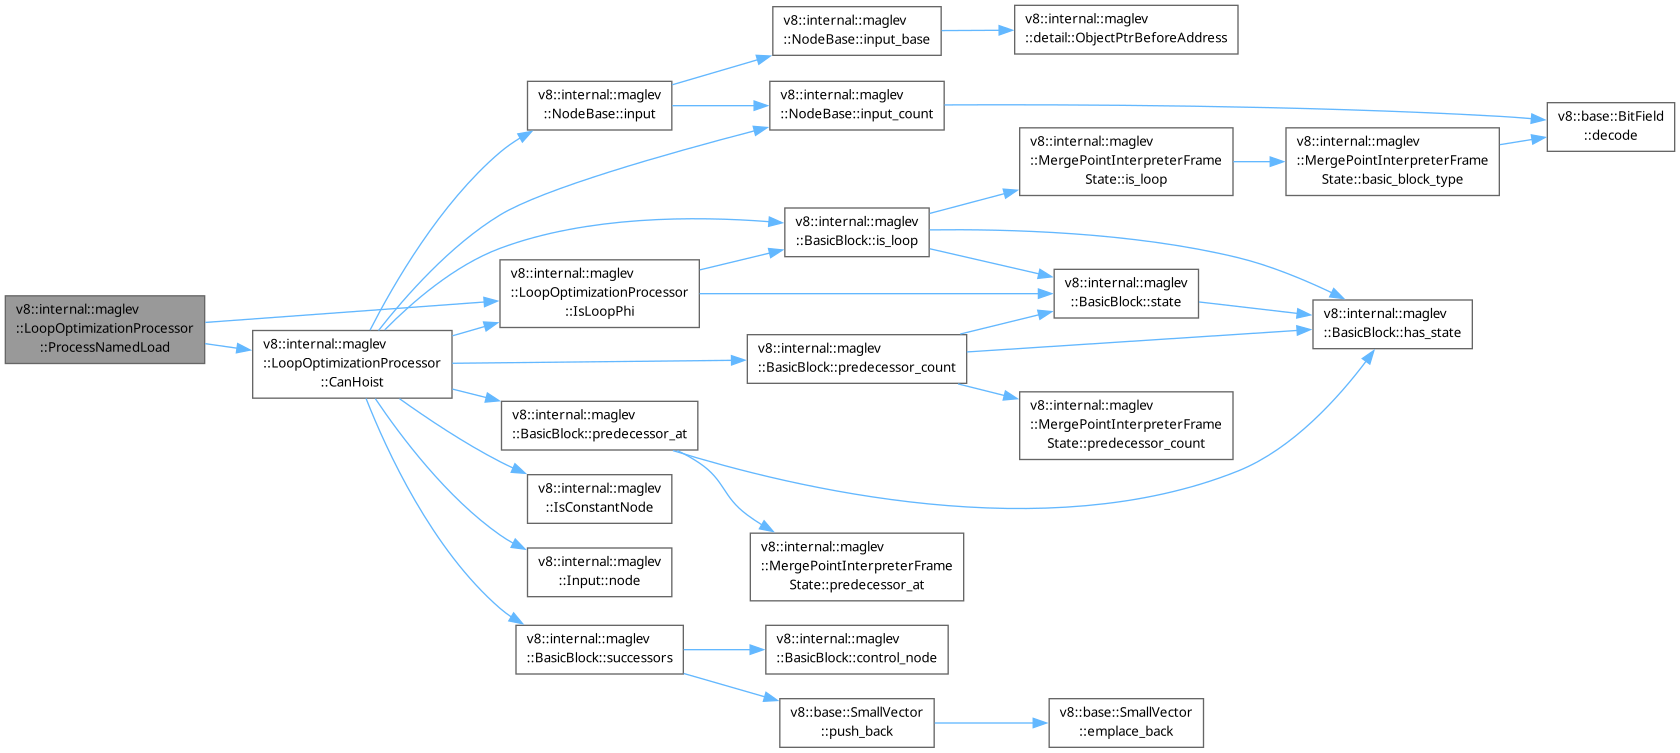 v8::internal::maglev
::LoopOptimizationProcessor
::ProcessNamedLoad
v8::internal::maglev
::LoopOptimizationProcessor
::CanHoist
v8::internal::maglev
::NodeBase::input
v8::internal::maglev
::NodeBase::input_base
v8::internal::maglev
::detail::ObjectPtrBeforeAddress
v8::internal::maglev
::NodeBase::input_count
v8::base::BitField
::decode
v8::internal::maglev
::MergePointInterpreterFrame
State::is_loop
v8::internal::maglev
::MergePointInterpreterFrame
State::basic_block_type
v8::internal::maglev
::BasicBlock::is_loop
v8::internal::maglev
::LoopOptimizationProcessor
::IsLoopPhi
v8::internal::maglev
::BasicBlock::state
v8::internal::maglev
::BasicBlock::has_state
v8::internal::maglev
::BasicBlock::predecessor_count
v8::internal::maglev
::MergePointInterpreterFrame
State::predecessor_count
v8::internal::maglev
::BasicBlock::predecessor_at
v8::internal::maglev
::IsConstantNode
v8::internal::maglev
::MergePointInterpreterFrame
State::predecessor_at
v8::internal::maglev
::Input::node
v8::internal::maglev
::BasicBlock::successors
v8::internal::maglev
::BasicBlock::control_node
v8::base::SmallVector
::push_back
v8::base::SmallVector
::emplace_back